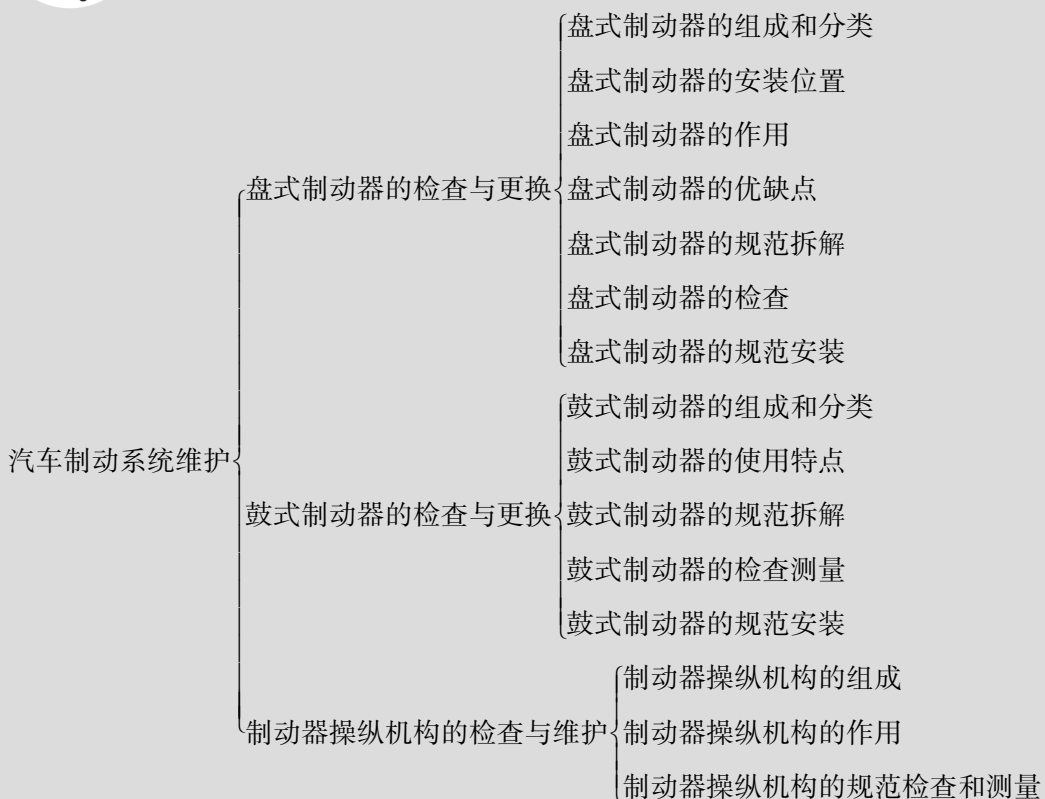 盘式制动器的组成和分类
盘式制动器的安装位置
盘式制动器的作用
盘式制动器的检查与更换
盘式制动器的优缺点
盘式制动器的规范拆解
盘式制动器的检查
盘式制动器的规范安装
鼓式制动器的组成和分类
汽车制动系统维护
鼓式制动器的使用特点
鼓式制动器的检查与更换
鼓式制动器的规范拆解
鼓式制动器的检查测量
鼓式制动器的规范安装
制动器操纵机构的组成
制动器操纵机构的检查与维护
制动器操纵机构的作用
制动器操纵机构的规范检查和测量